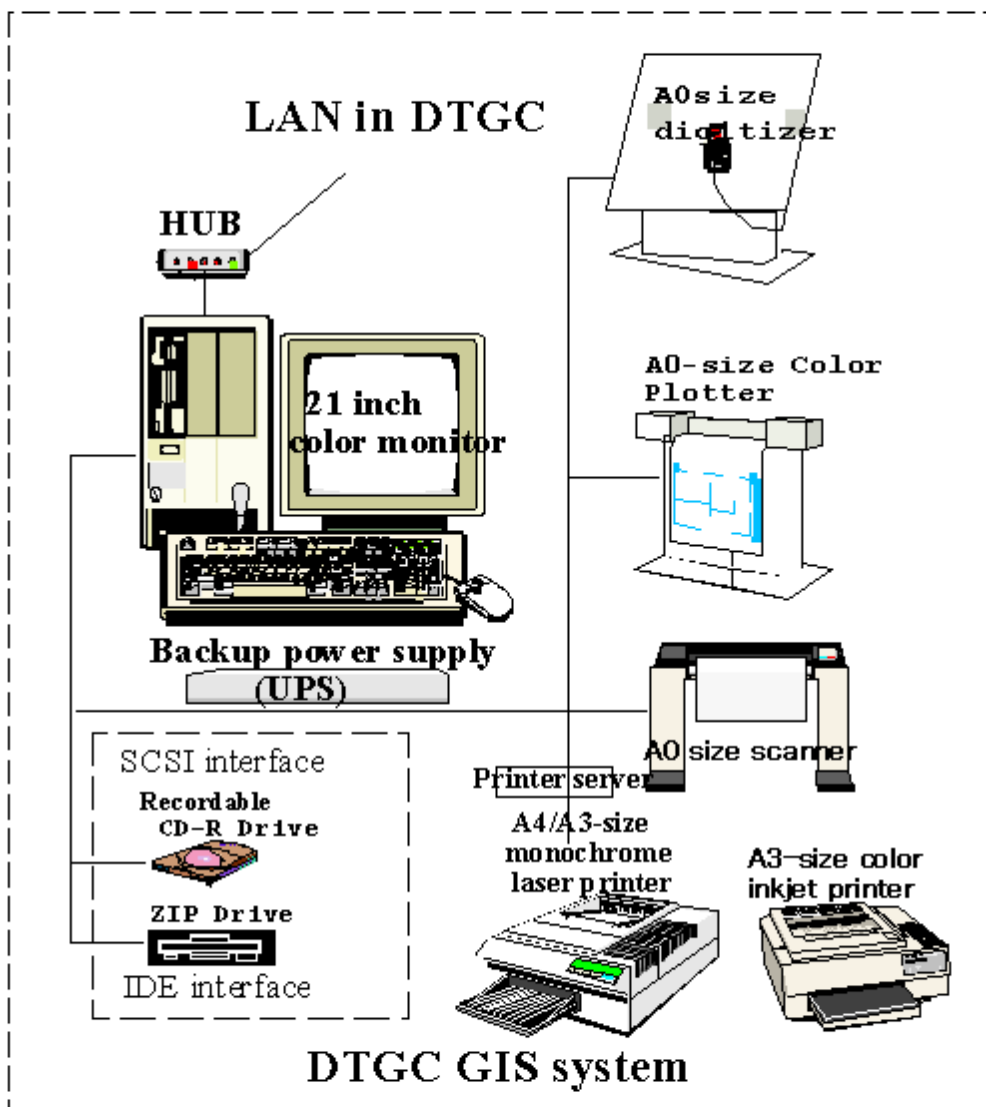 LAN in DTGC
HUB
A0size
digitizer
21 inch
color monitor
A0-size Color
Plotter
Backup power supply
(UPS)
A0 size scanner
SCSI interface
Recordable
CD-R Drive
ZIP Drive
IDE interface
Printer server
A4/A3-size
monochrome
laser printer
A3-size color
inkjet printer
DTGC GIS system